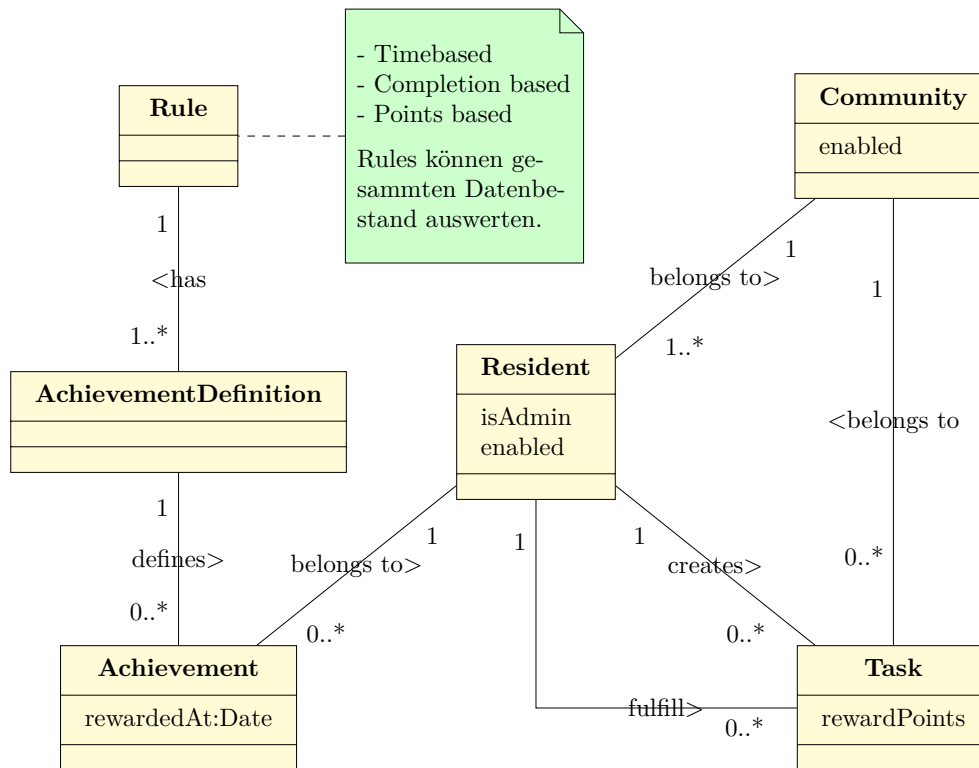 - Timebased
- Completion based
- Points based
Rules können ge-
sammten Datenbe-
stand auswerten.
Rule
Community
enabled
1
<has
1..*
1
belongs to>
1..*
1
<belongs to
0..*
AchievementDefinition
Resident
isAdmin
enabled
1
defines>
0..*
1
belongs to>
0..*
1
fulfill>
0..*
1
creates>
0..*
Achievement
rewardedAt:Date
Task
rewardPoints